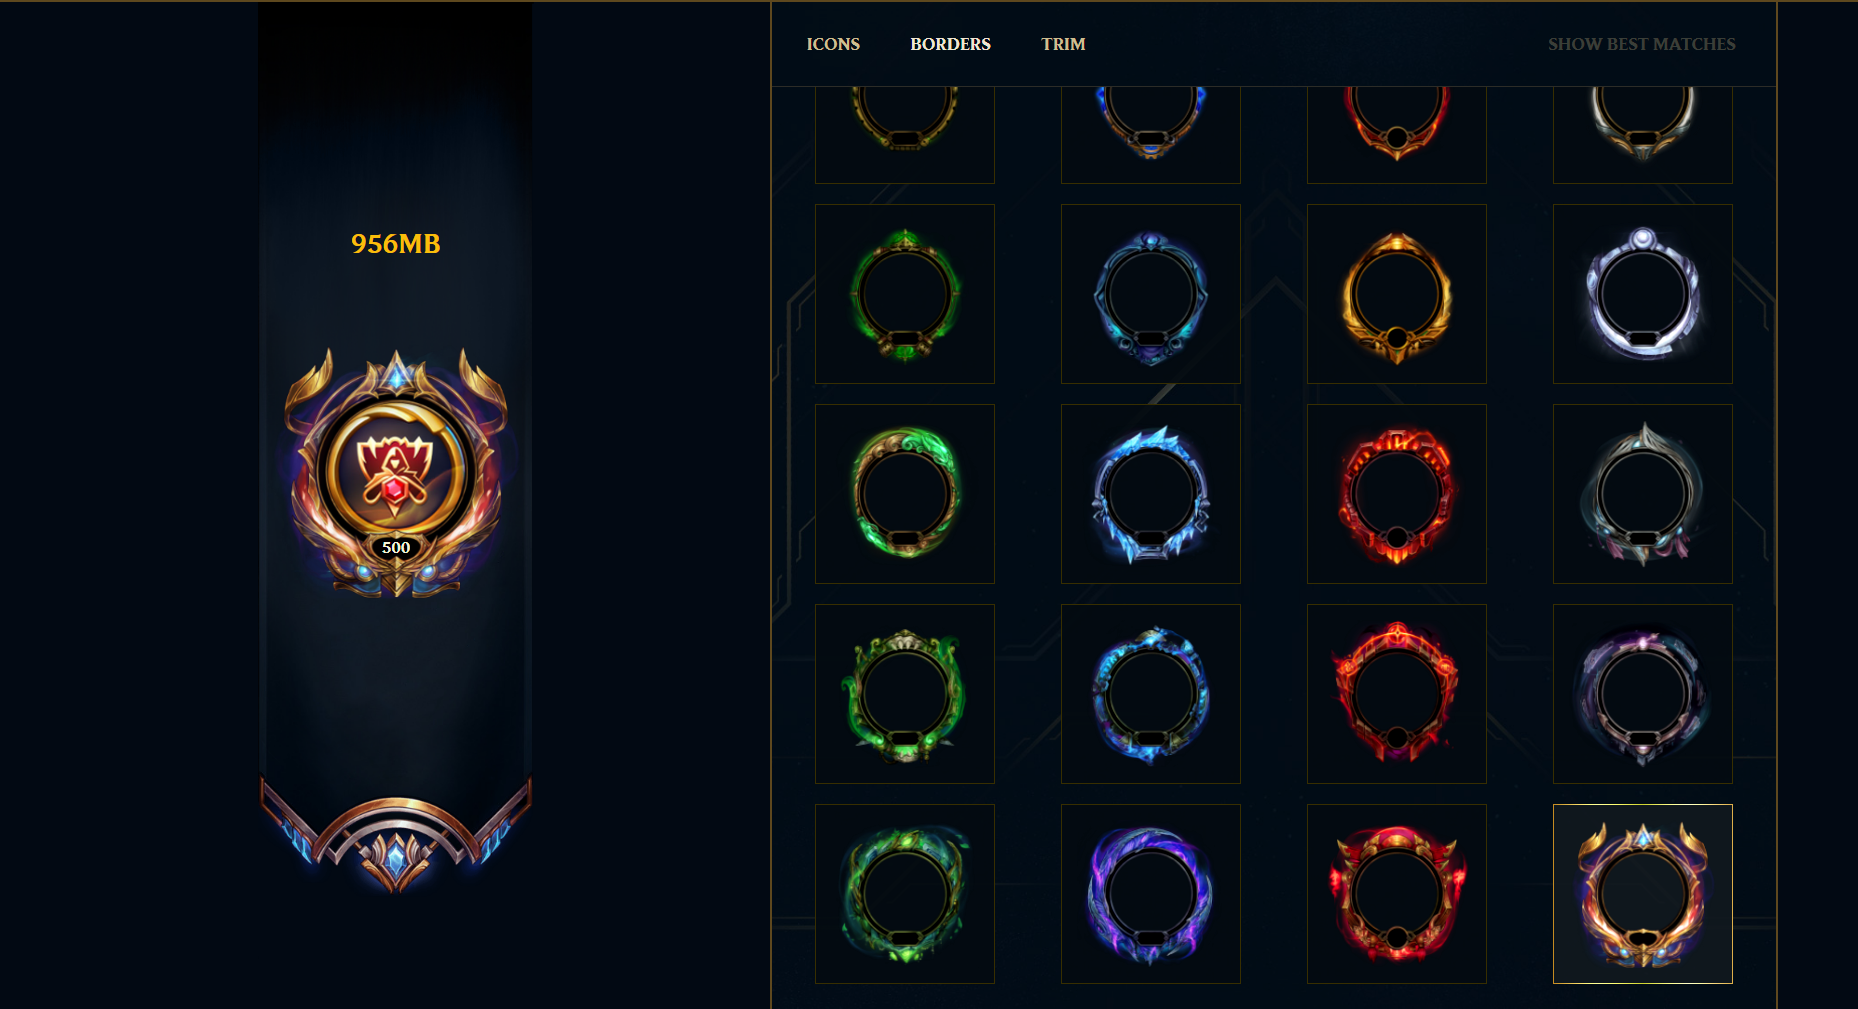 ICONS
BORDERS
TRIM
SHOW BEST MATCHES
956MB
500